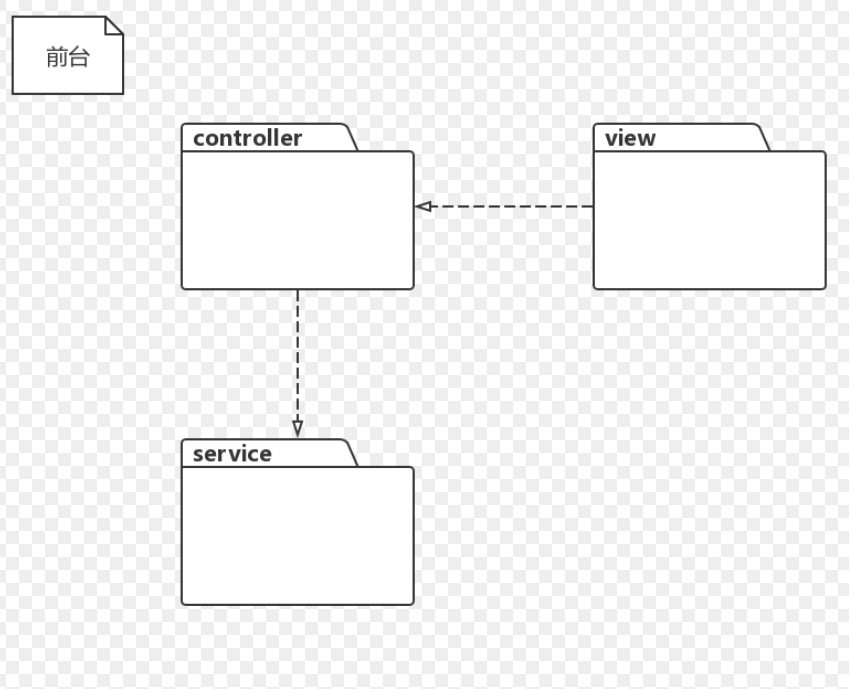 前台
controller
view
service